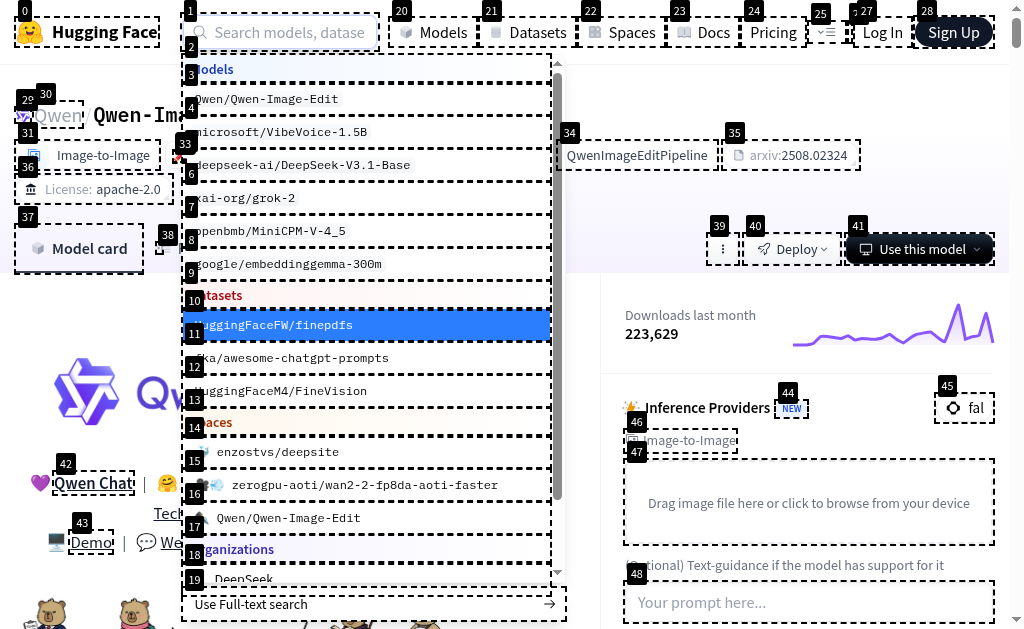 0
1
20
21
22
23
24
25
27
28
Hugging Face
Search models, datase
Models
Datasets
Spaces
Docs
Pricing
Log In
Sign Up
2
3
odels
29
30
Qwen/Qwen-Ima
4
Qwen/Qwen-Image-Edit
31
Image-to-Image
33
microsoft/VibeVoice-1.5B
34
QwenImageEditPipeline
35
arxiv:2508.02324
36
License: apache-2.0
6
deepseek-ai/DeepSeek-V3.1-Base
7
xai-org/grok-2
37
Model card
38
8
openbmb/MiniCPM-V-4_5
39
40
Deploy
41
Use this model
9
google/embeddinggemma-300m
10
atasets
11
HuggingFaceFW/finepdfs
Downloads last month
223,629
12
fka/awesome-chatgpt-prompts
13
HuggingFaceM4/FineVision
Qw
44
Inference Providers
NEW
45
fal
14
paces
46
Image-to-Image
15
enzostvs/deepsite
47
42
Qwen Chat |
16
zerogpu-aoti/wan2-2-fp8da-aoti-faster
Drag image file here or click to browse from your device
Tech
17
Qwen/Qwen-Image-Edit
43
Demo | We
18
rganizations
(Optional) Text-guidance if the model has support for it
19
DeepSeek
48
Your prompt here...
Use Full-text search